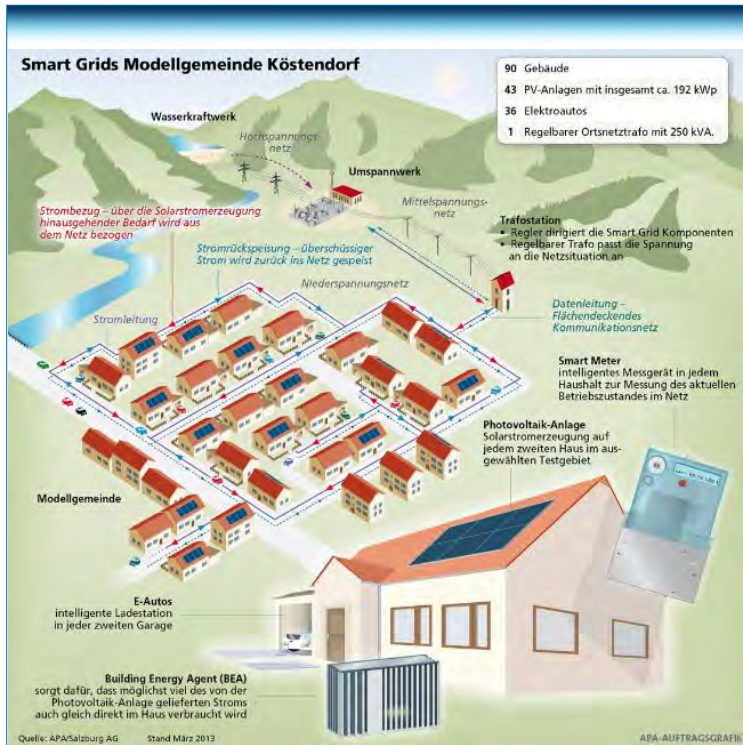 Smart Grids Modellgemeinde Köstendorf
90 Gebäude
43 PV-Anlagen mit insgesamt ca. 192 kWp
36 Elektroautos
1 Regelbarer Ortsnetztrafo mit 250 kVA.
Wasserkraftwerk
Hochspannungs-
netz
Umspannwerk
Mittelspannungs-
netz
Strombezug – über die Solarstromerzeugung
hinausgehender Bedarf wird aus
dem Netz bezogen
Trafostation
• Regler dirigiert die Smart Grid Komponenten
• Regelbarer Trafo passt die Spannung
an die Netzsituation an
Stromrückspeisung – überschüssiger
Strom wird zurück ins Netz gespeist
Niederspannungsnetz
Stromleitung
Datenleitung –
Flächendeckendes
Kommunikationsnetz
Smart Meter
intelligentes Messgerät in jedem
Haushalt zur Messung des aktuellen
Betriebszustandes im Netz
Photovoltaik-Anlage
Solarstromerzeugung auf
jedem zweiten Haus im aus-
gewählten Testgebiet
Modellgemeinde
E-Autos
intelligente Ladestation
in jeder zweiten Garage
Building Energy Agent (BEA)
sorgt dafür, dass möglichst viel des von der
Photovoltaik-Anlage gelieferten Stroms
auch gleich direkt im Haus verbraucht wird
Quelle: APA/Salzburg AG Stand März 2013
APA-AUFTRAGSGRAFIK